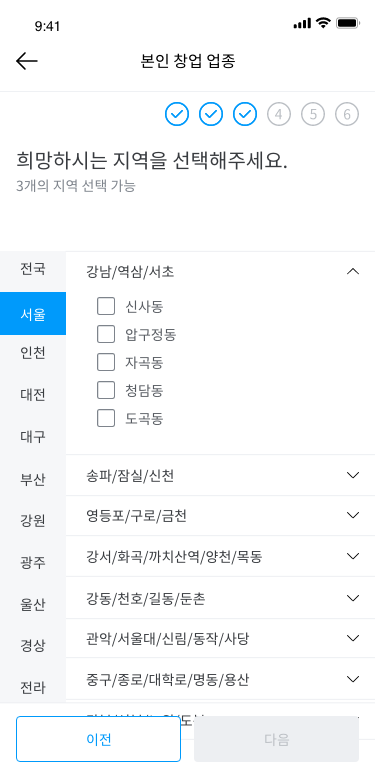 9:41
본인 창업 업종
4 5 6
희망하시는 지역을 선택해주세요.
3개의 지역 선택 가능
전국
서울
인천
대전
대구
부산
강원
광주
울산
경상
전라
강남/역삼/서초
신사동
압구정동
자곡동
청담동
도곡동
송파/잠실/신천
영등포/구로/금천
강서/화곡/까치산역/양천/목동
강동/천호/길동/둔촌
관악/서울대/신림/동작/사당
중구/종로/대학로/명동/용산
이전
다음